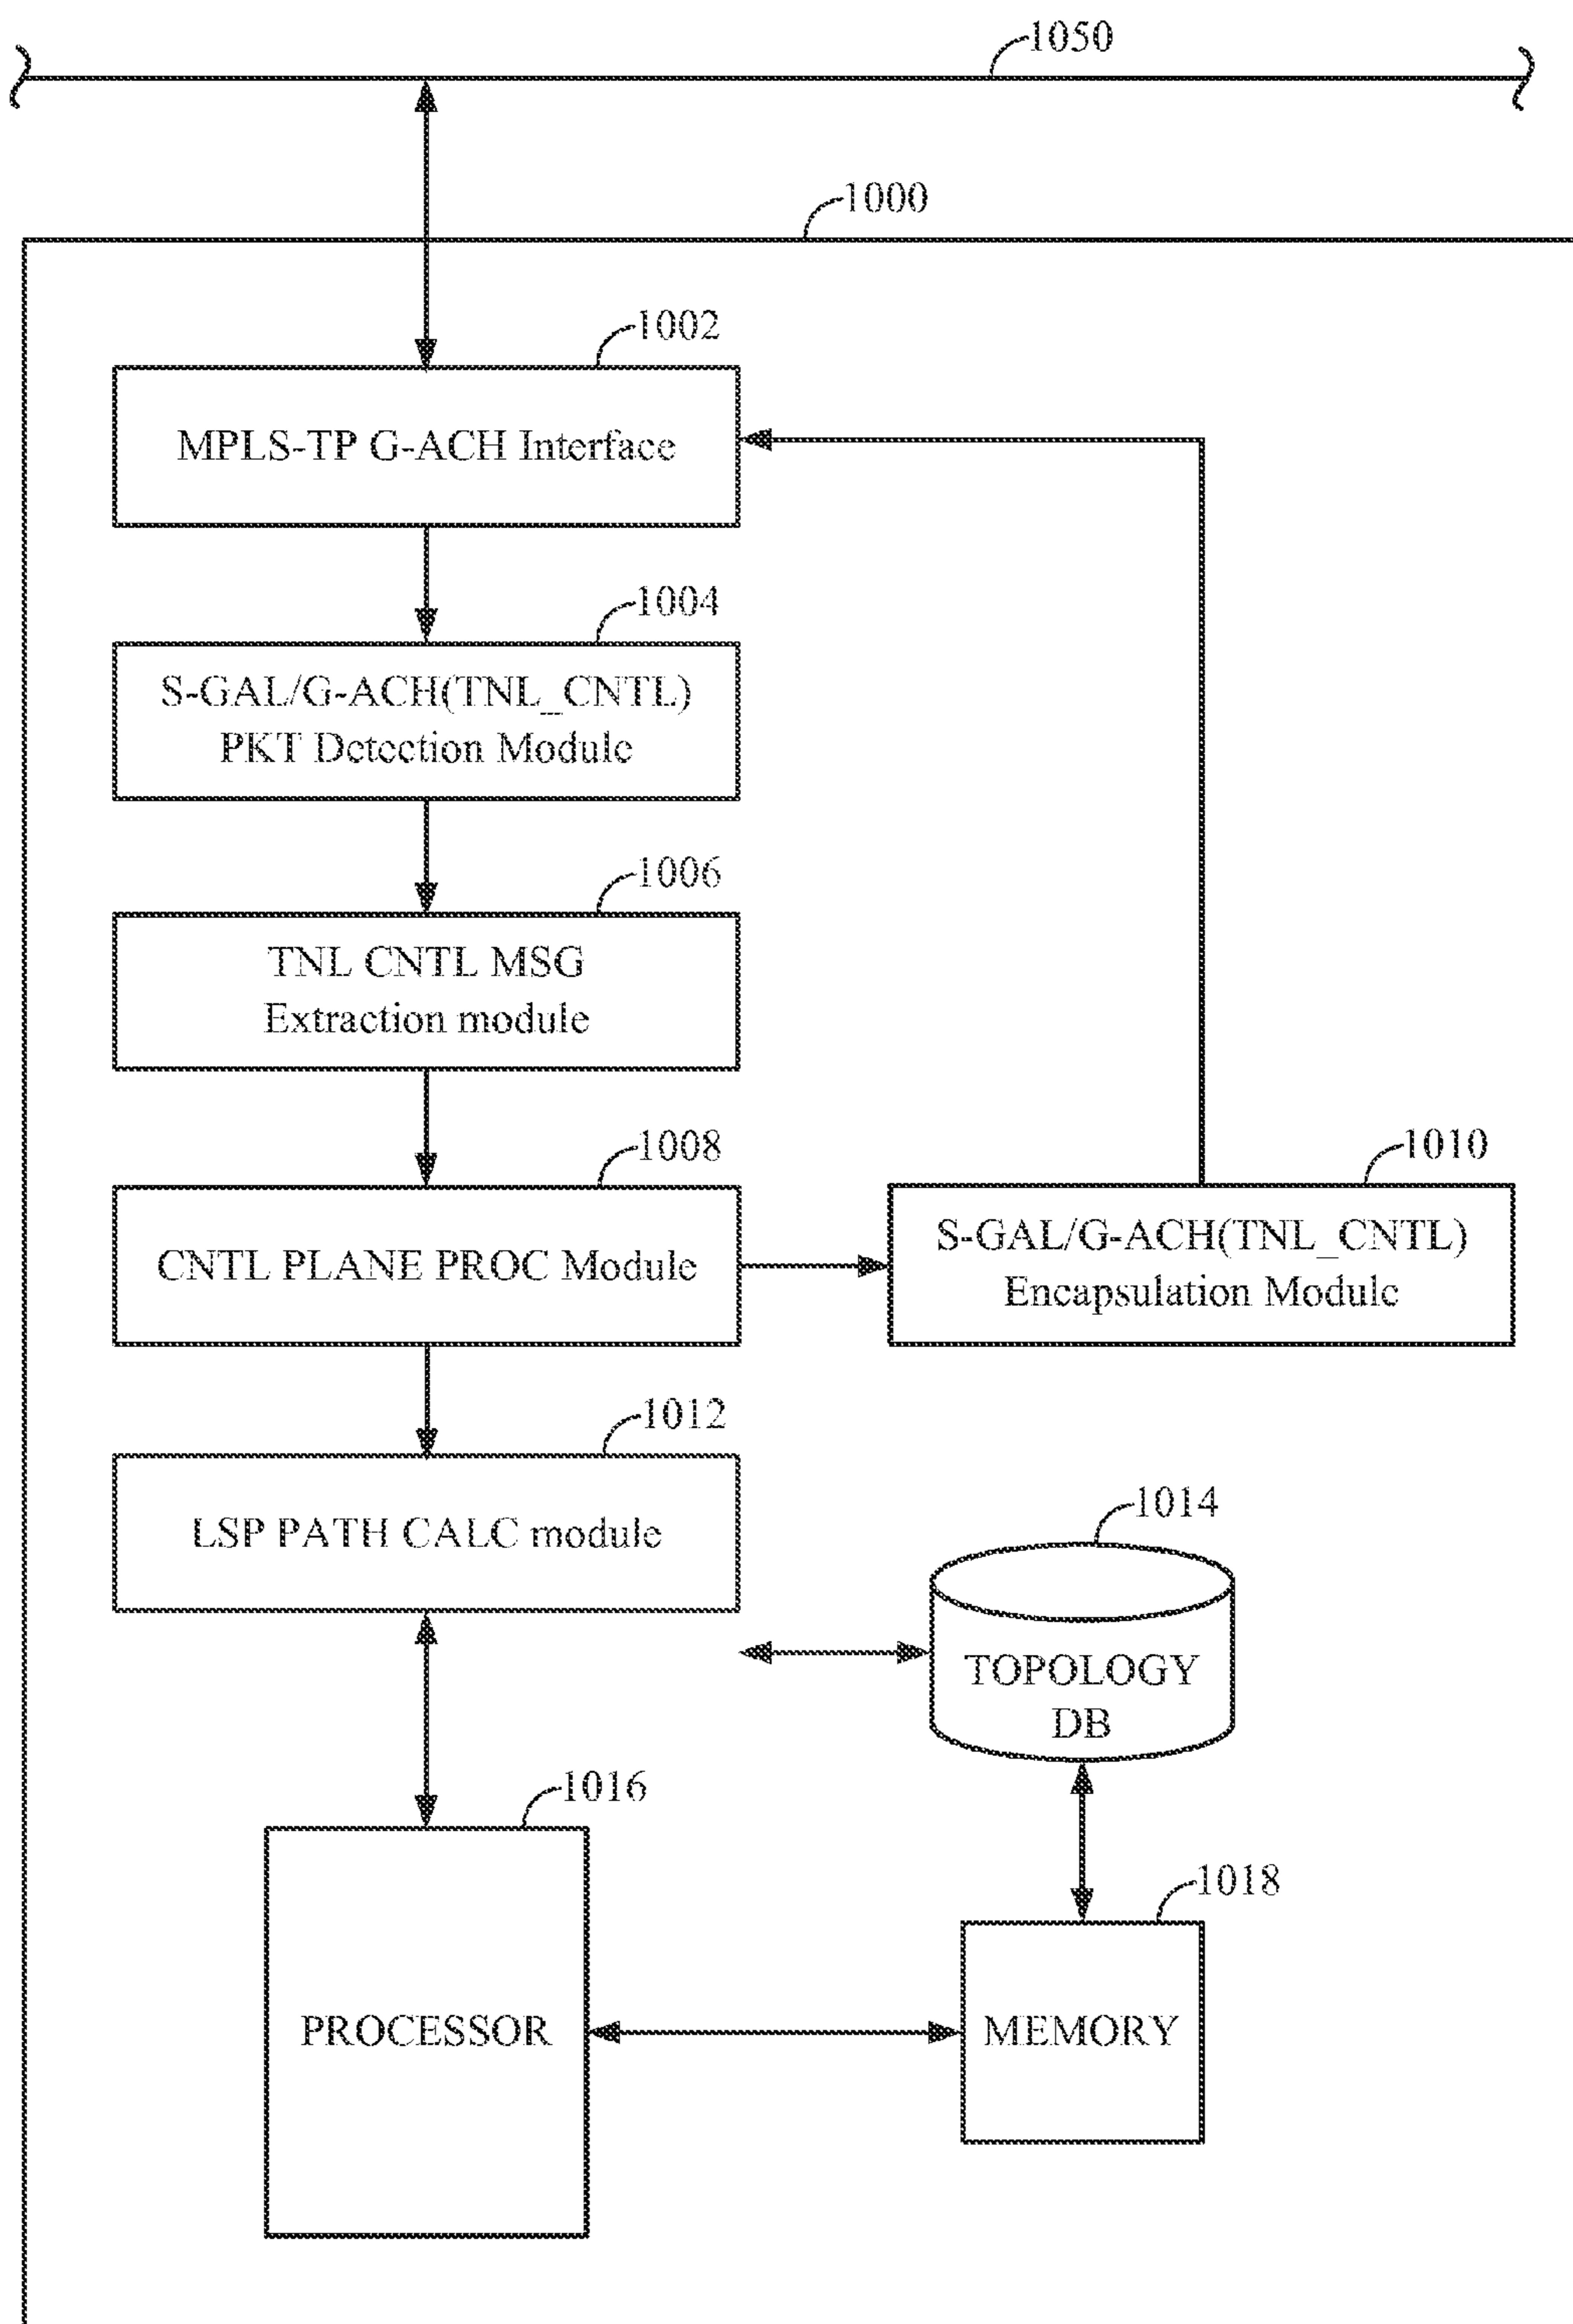 1050
1000
1002
MPLS-TP G-ACH Interface
1004
S-GAL/G-ACH(TNL_CNTL)
PKT Detection Module
1006
TNL CNTL MSG
Extraction module
1008
CNTL PLANE PROC Module
1010
S-GAL/G-ACH(TNL_CNTL)
Encapsulation Module
1012
LSP PATH CALC module
1014
TOPOLOGY
DB
1016
PROCESSOR
1018
MEMORY